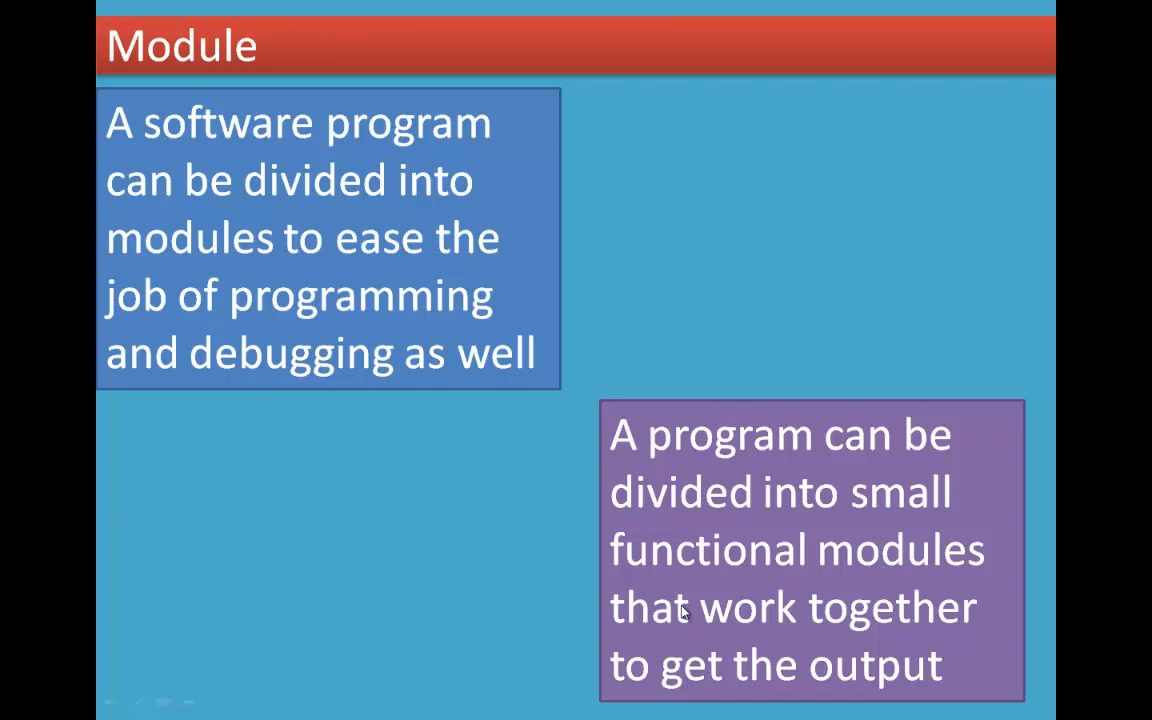 Module
A software program
can be divided into
modules to ease the
job of programming
and debugging as well
A program can be
divided into small
functional modules
that work together
to get the output